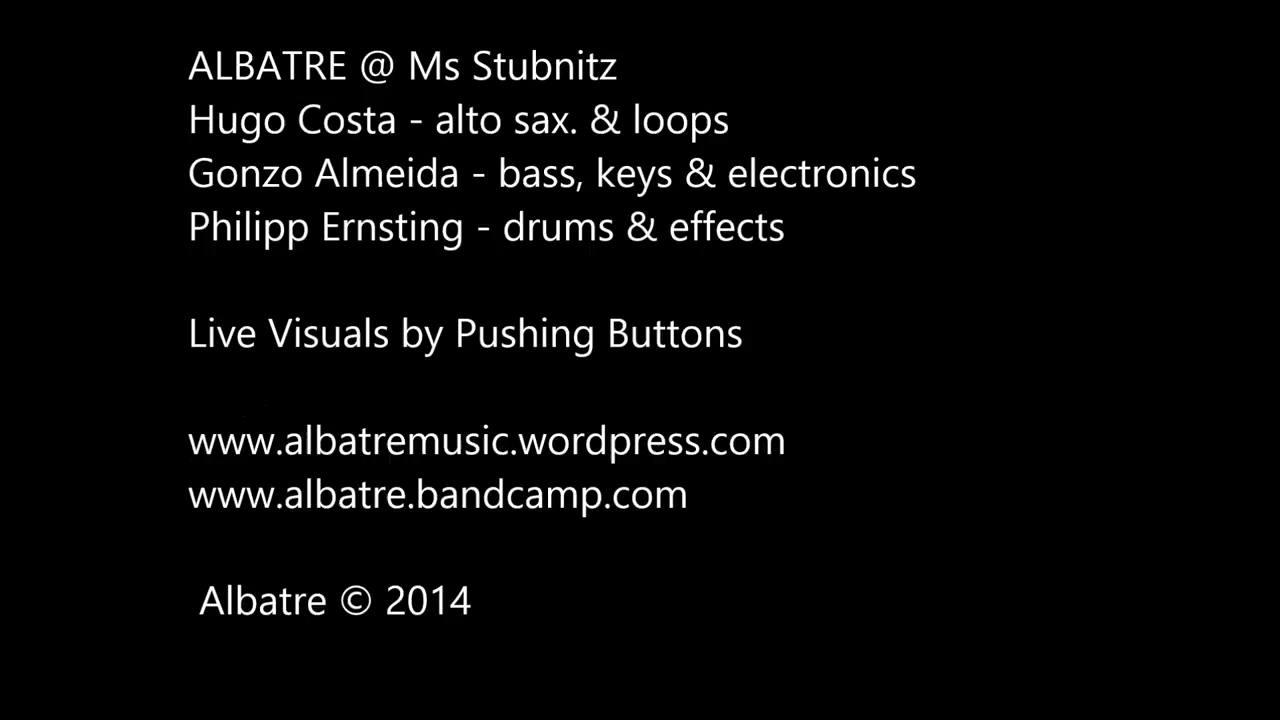 ALBATRE @ Ms Stubnitz
Hugo Costa - alto sax. & loops
Gonzo Almeida - bass, keys & electronics
Philipp Ernsting - drums & effects
Live Visuals by Pushing Buttons
www.albatremusic.wordpress.com
www.albatre.bandcamp.com
Albatre © 2014